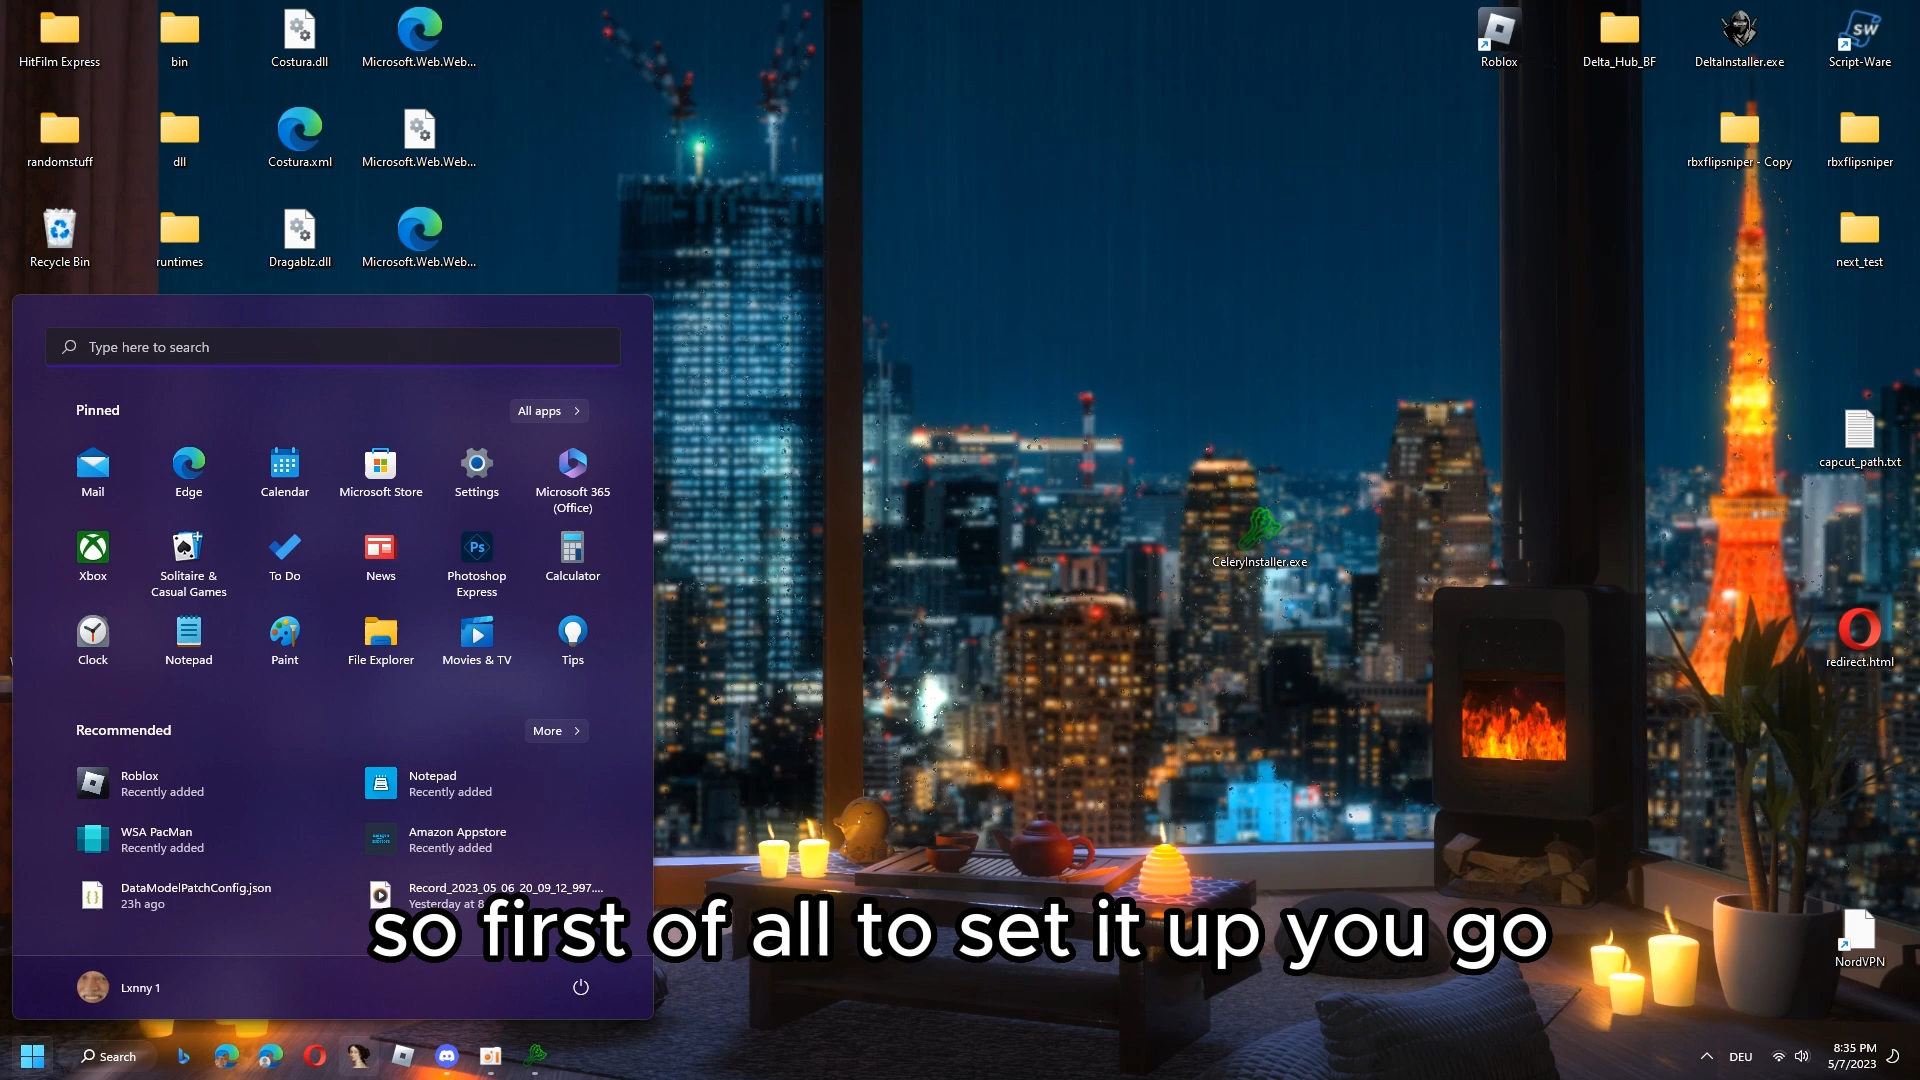 HitFilm Express
bin
Costura.dll
Microsoft.Web.Web...
Roblox
Delta_Hub_BF
DeltaInstaller.exe
Script-Ware
SW
randomstuff
dll
Costura.xml
Microsoft.Web.Web...
rbxflipsniper - Copy
rbxflipsniper
Recycle Bin
runtimes
Dragablz.dll
Microsoft.Web.Web...
next_test
Type here to search
Pinned
All apps
capcut_path.txt
Mail
Edge
Calendar
Microsoft Store
Settings
Microsoft 365
(Office)
CeleryInstaller.exe
Ps
Xbox
Solitaire &
Casual Games
To Do
News
Photoshop
Express
Calculator
Clock
Notepad
Paint
File Explorer
Movies & TV
Tips
redirect.html
Recommended
More
Roblox
Recently added
Notepad
Recently added
WSA PacMan
Recently added
Amazon Appstore
Recently added
DataModelPatchConfig.json
23h ago
Record_2023_05_06_20_09_12_997....
Yesterday at 8
so first of all to set it up you go
NordVPN
Lxnny 1
Search
DEU
8:35 PM
5/7/2023